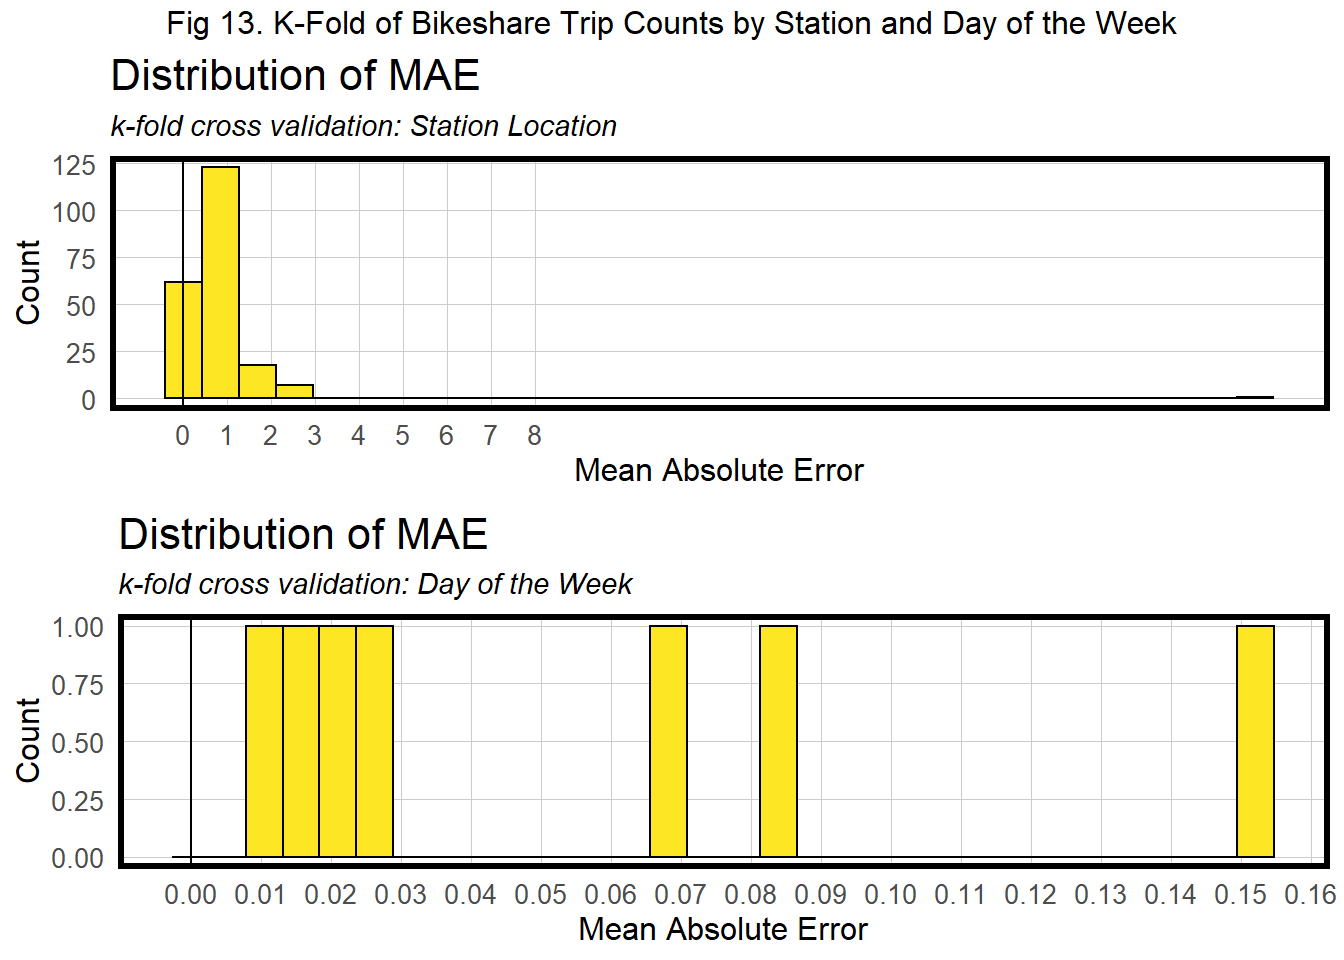 Fig 13. K-Fold of Bikeshare Trip Counts by Station and Day of the Week
Distribution of MAE
k-fold cross validation: Station Location
125
100
75
50
25
0
Count
0 1 2 3 4 5 6 7 8
Mean Absolute Error
Distribution of MAE
k-fold cross validation: Day of the Week
1.00
0.75
0.50
0.25
0.00
Count
0.00 0.01 0.02 0.03 0.04 0.05 0.06 0.07 0.08 0.09 0.10 0.11 0.12 0.13 0.14 0.15 0.16
Mean Absolute Error